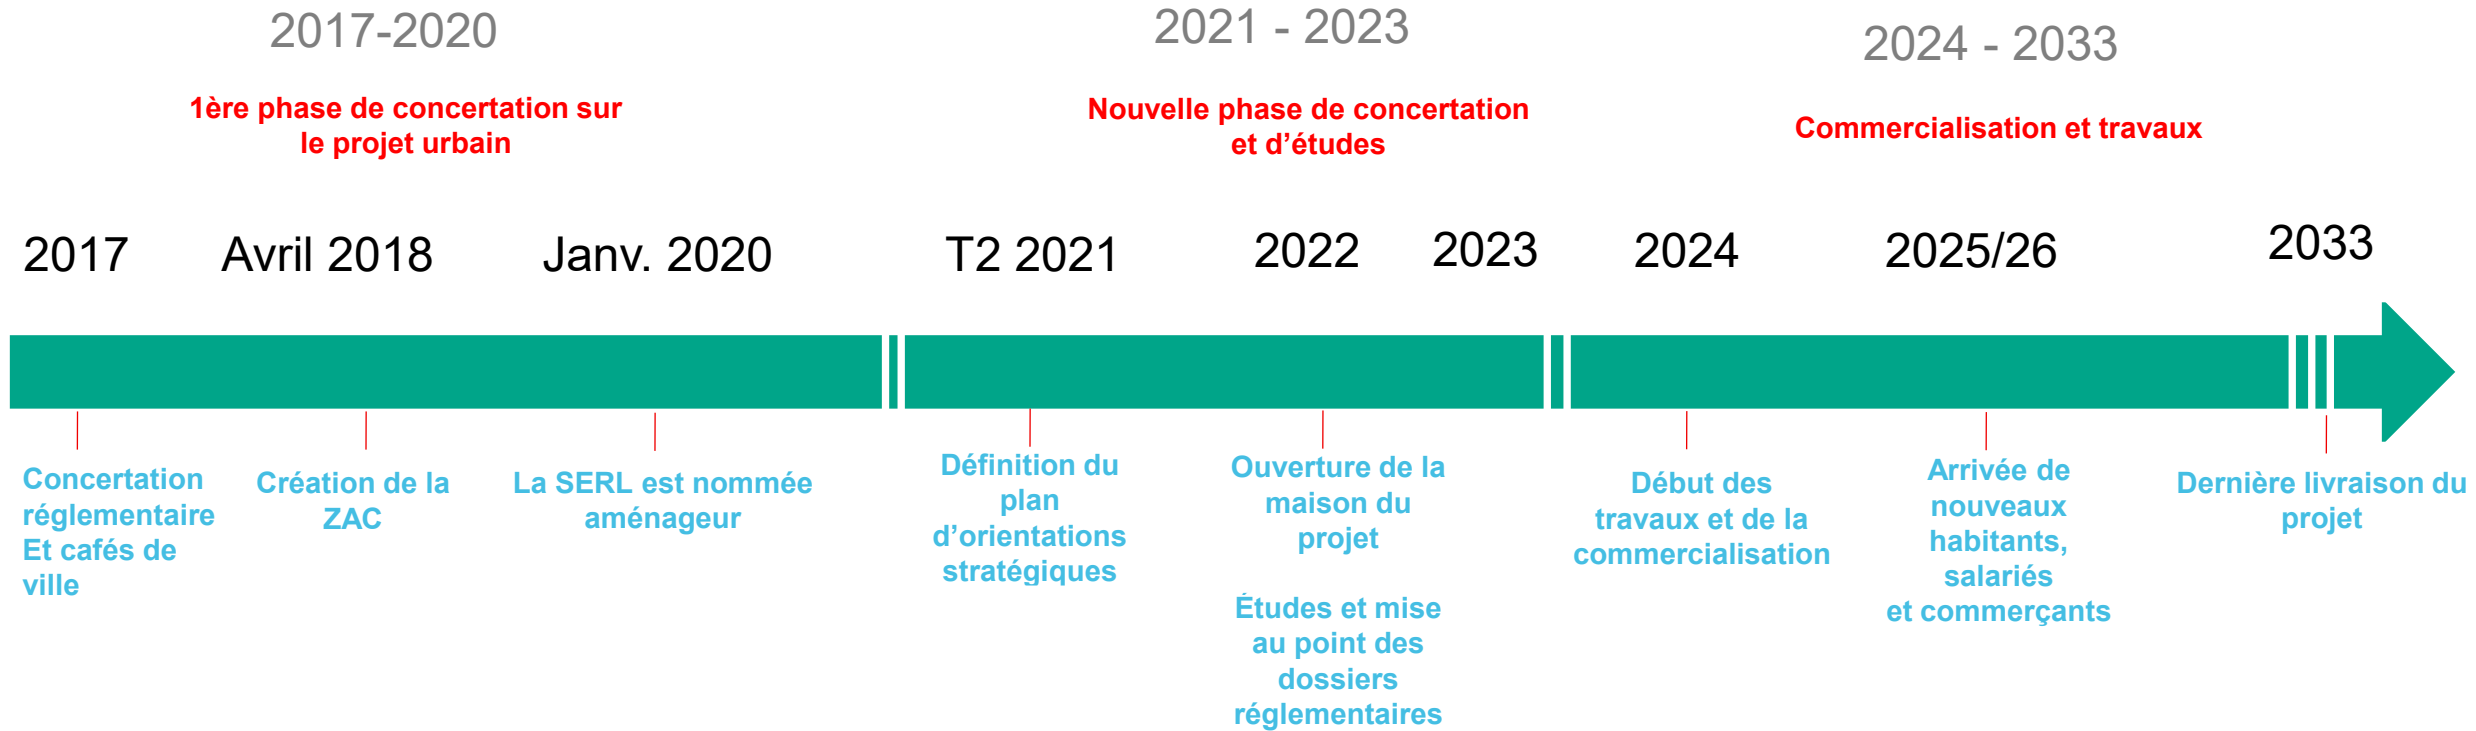 2017-2020
1ère phase de concertation sur
le projet urbain
2021 - 2023
Nouvelle phase de concertation
et d’études
2024 - 2033
Commercialisation et travaux
2017
Avril 2018
Janv. 2020
T2 2021
2022
2023
2024
2025/26
2033
Concertation
réglementaire
Et cafés de
ville
Création de la
ZAC
La SERL est nommée
aménageur
Définition du
plan
d’orientations
stratégiques
Ouverture de la
maison du
projet
Études et mise
au point des
dossiers
réglementaires
Début des
travaux et de la
commercialisation
Arrivée de
nouveaux
habitants,
salariés
et commerçants
Dernière livraison du
projet